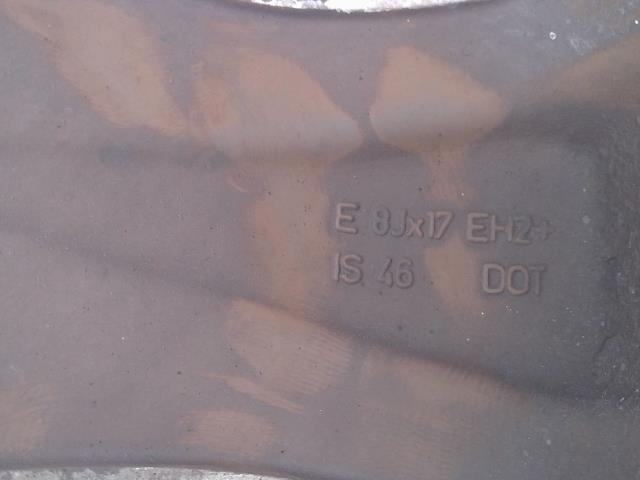 E 8Jx17 EH2+
IS 46 DOT